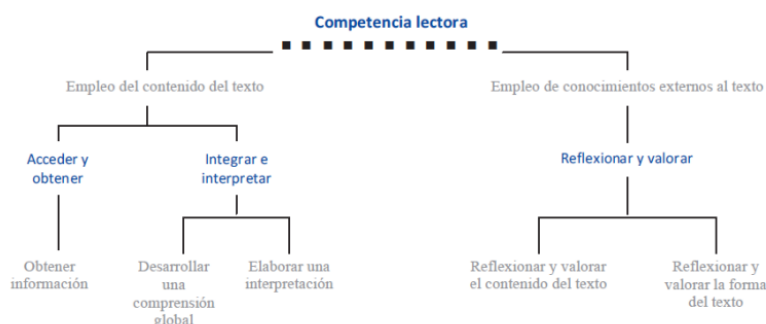 Competencia lectora
Empleo del contenido del texto
Empleo de conocimientos externos al texto
Acceder y
obtener
Integrar e
interpretar
Reflexionar y valorar
Obtener
información
Desarrollar
una
comprensión
global
Elaborar una
interpretación
Reflexionar y valorar
el contenido del texto
Reflexionar y
valorar la forma
del texto